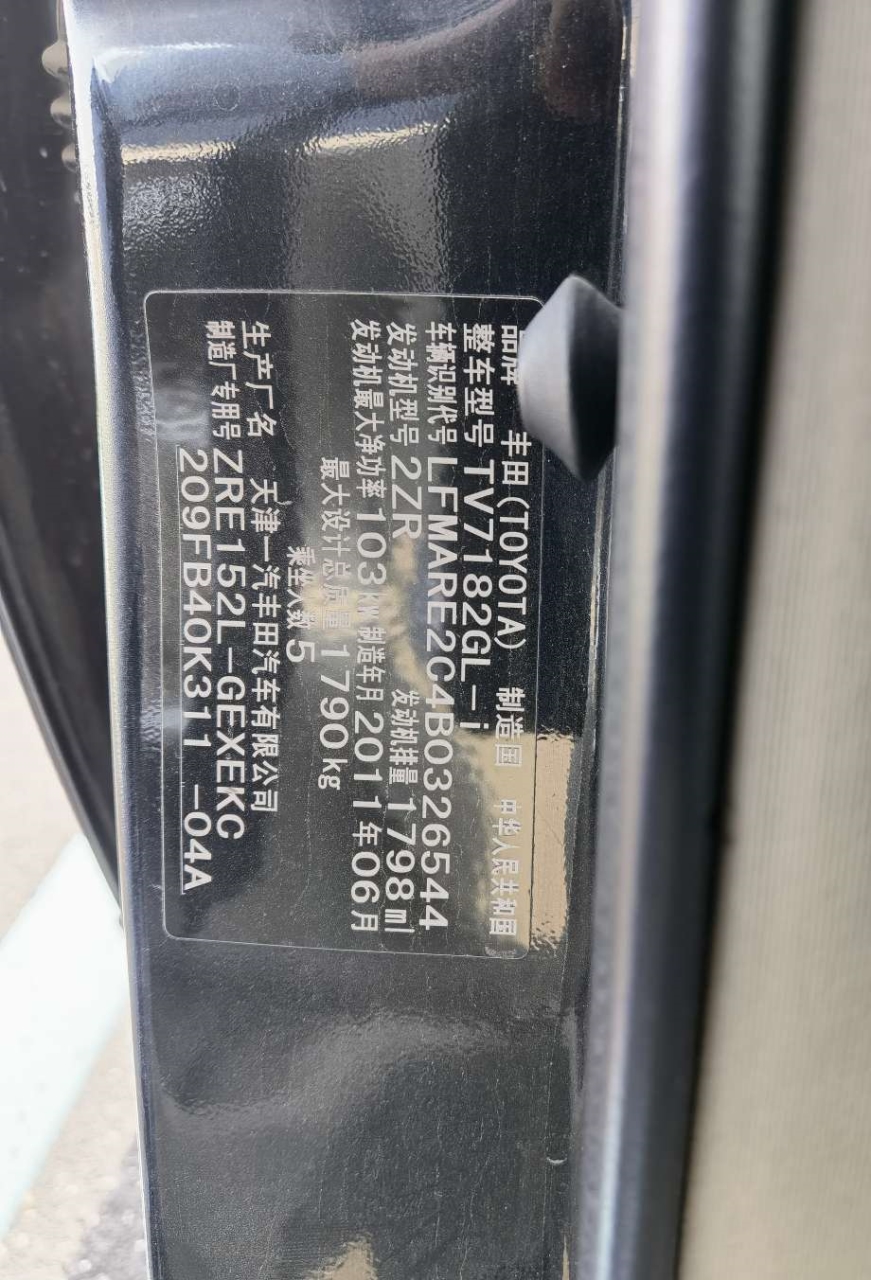 品牌 丰田(TOYOTA) 制造国 中华人民共和国
整车型号 TV7182GL-i
车辆识别代号 LFMARE2C4B0326544
发动机型号 2ZR 发动机排量 1798ml
发动机最大净功率 103kW 制造年月 2011年06月
最大设计总质量 1790kg
乘坐人数 5
生产厂名 天津一汽丰田汽车有限公司
制造厂专用号 ZRE152L-GEXEKC
209FB40K311 -04A